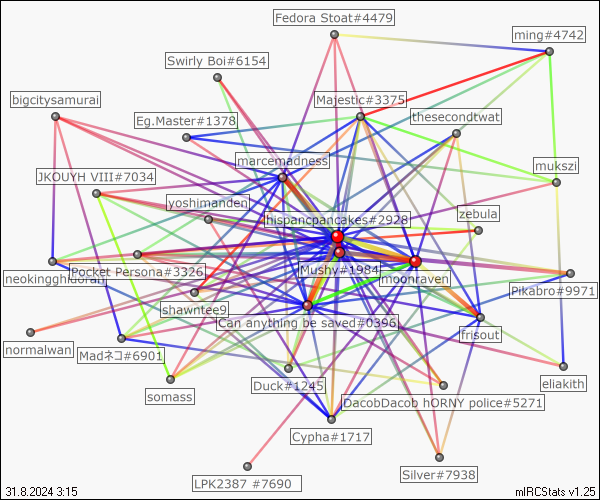 Fedora Stoat#4479
ming#4742
Swirly Boi#6154
bigcitysamurai
Majestic#3375
thesecondtwat
Eg.Master#1378
marcemadness
mukszi
JKOUYH VIII#7034
yoshimanden
hispancpancakes#2928
zebula
neokingghidorah
Pocket Persona#3326
Mushy#1984
moonraven
Pikabro#9971
shawntee9
Can anything be saved#0396
normalwan
Madネコ#6901
frisout
somass
Duck#1245
eliakith
DacobDacob hORNY police#5271
Cypha#1717
LPK2387 #7690
Silver#7938
31.8.2024 3:15
mIRCStats v1.25